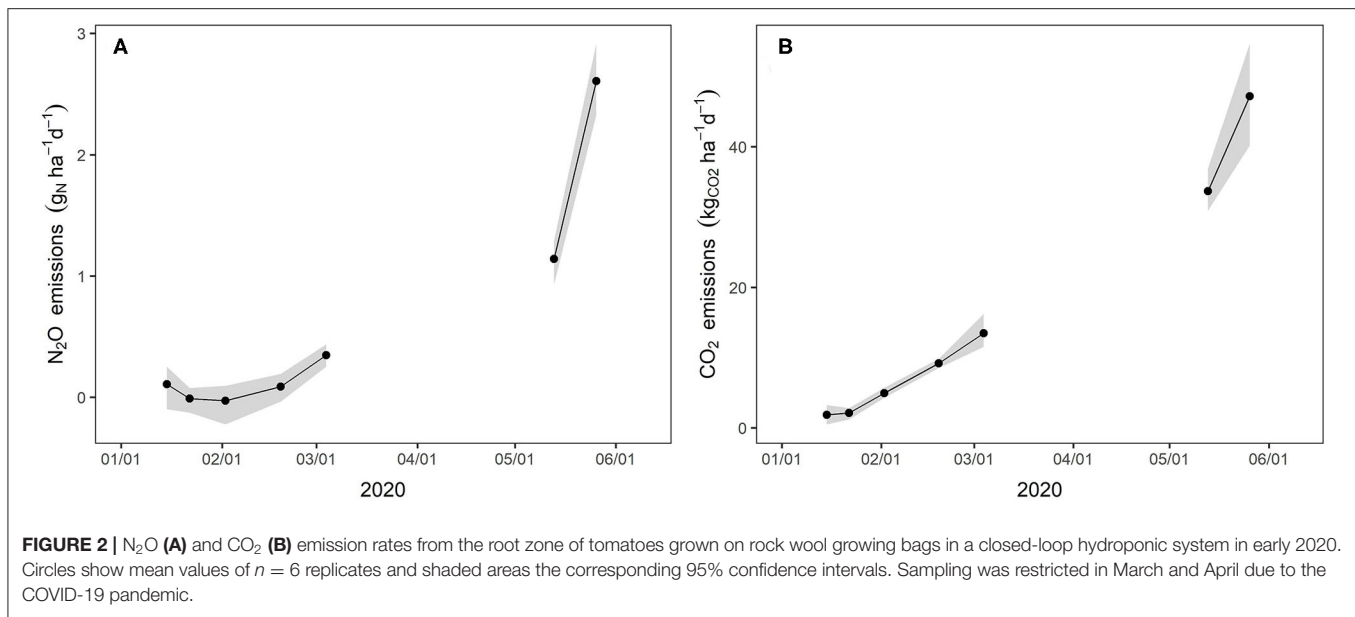 A
3
2
1
0
N₂O emissions (g_N ha⁻¹d⁻¹)
01/01 02/01 03/01 04/01 05/01 06/01
2020
B
40
20
0
CO₂ emissions (kg_CO2 ha⁻¹d⁻¹)
01/01 02/01 03/01 04/01 05/01 06/01
2020
FIGURE 2 | N₂O (A) and CO₂ (B) emission rates from the root zone of tomatoes grown on rock wool growing bags in a closed-loop hydroponic system in early 2020.
Circles show mean values of n = 6 replicates and shaded areas the corresponding 95% confidence intervals. Sampling was restricted in March and April due to the
COVID-19 pandemic.